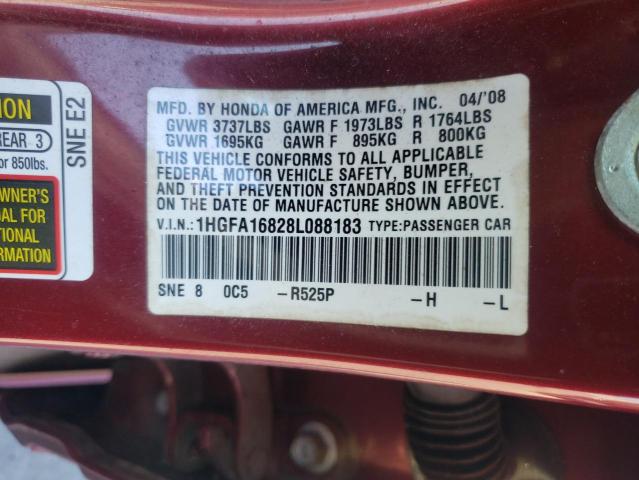 ION
REAR 3
or 850lbs.
SNE E2
OWNER'S
AL FOR
TIONAL
FORMATION
MFD. BY HONDA OF AMERICA MFG., INC. 04/'08
GVWR 3737LBS GAWR F 1973LBS R 1764LBS
GVWR 1695KG GAWR F 895KG R 800KG
THIS VEHICLE CONFORMS TO ALL APPLICABLE
FEDERAL MOTOR VEHICLE SAFETY, BUMPER,
AND THEFT PREVENTION STANDARDS IN EFFECT
ON THE DATE OF MANUFACTURE SHOWN ABOVE.
V.I.N.: 1HGFA16828L088183 TYPE:PASSENGER CAR
SNE 8 0C5 -R525P -H -L